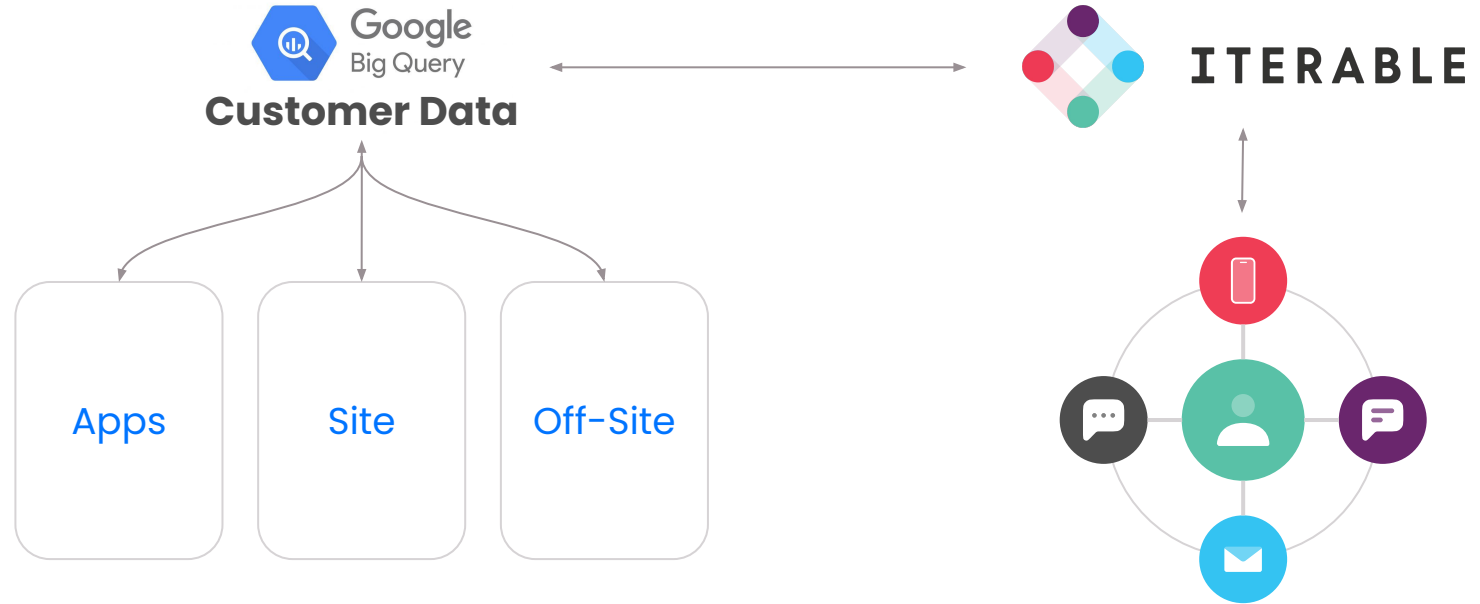 Google
Big Query
Customer Data
ITERABLE
Apps
Site
Off-Site